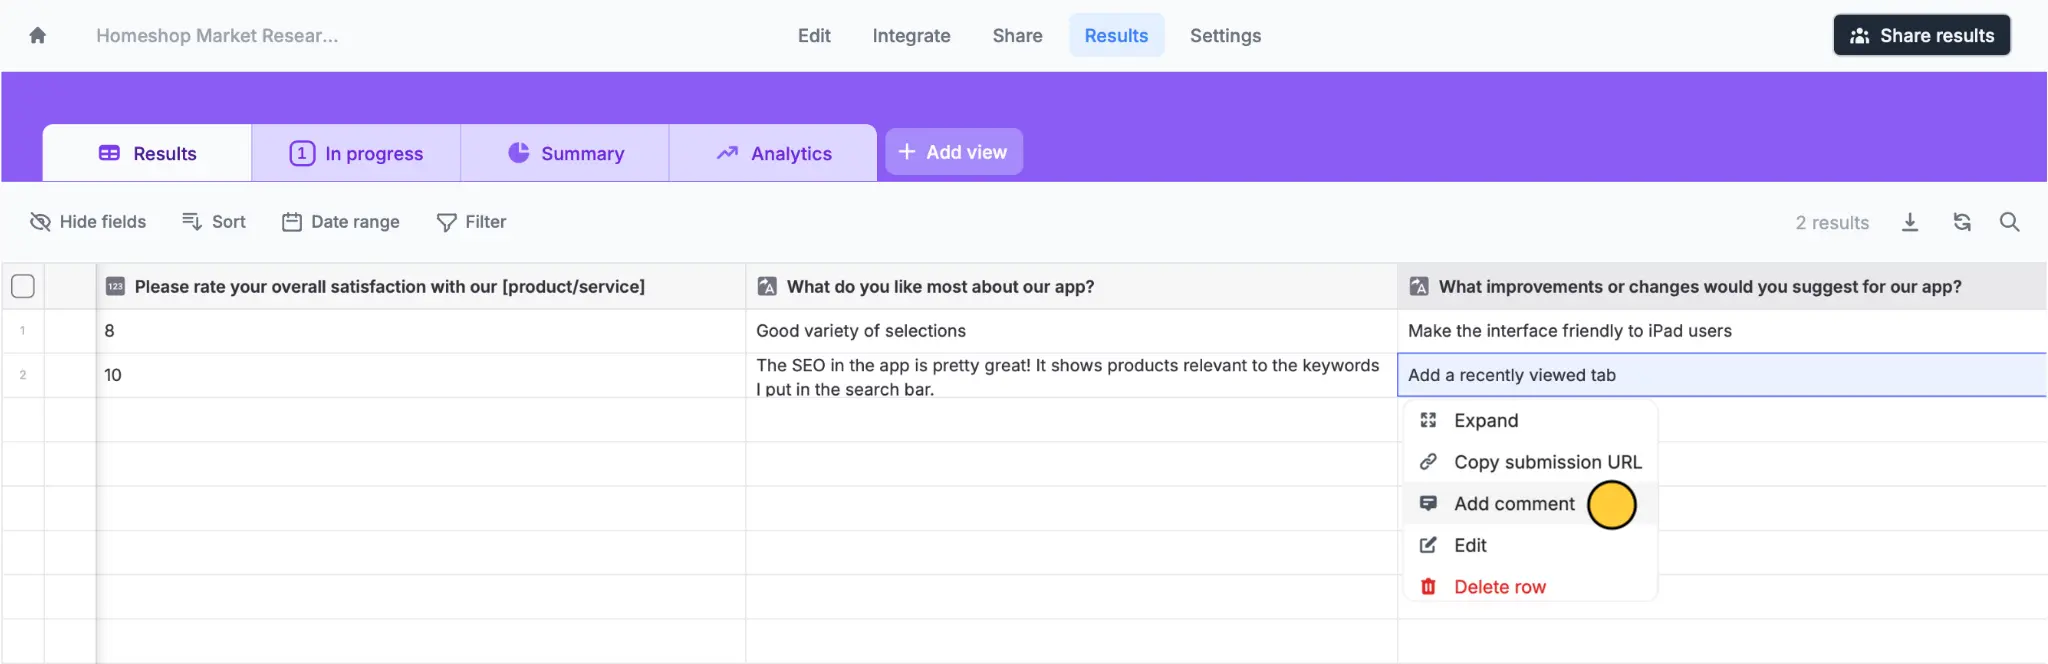 Homeshop Market Resear...
Edit
Integrate
Share
Results
Settings
Share results
Results
1
In progress
Summary
Analytics
+ Add view
Hide fields
Sort
Date range
Filter
2 results
123
Please rate your overall satisfaction with our [product/service]
A
What do you like most about our app?
A
What improvements or changes would you suggest for our app?
1
8
Good variety of selections
Make the interface friendly to iPad users
2
10
The SEO in the app is pretty great! It shows products relevant to the keywords
I put in the search bar.
Add a recently viewed tab
Expand
Copy submission URL
Add comment
Edit
Delete row